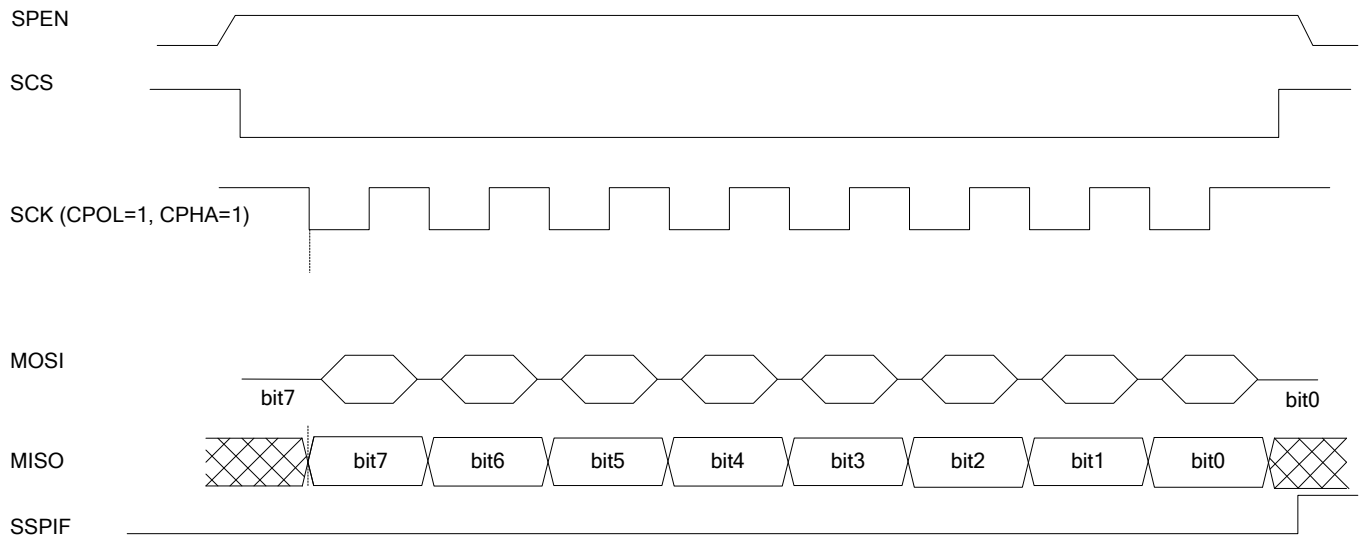 SPEN
SCS
SCK (CPOL=1, CPHA=1)
MOSI
bit7
bit0
MISO
bit7
bit6
bit5
bit4
bit3
bit2
bit1
bit0
SSPIF